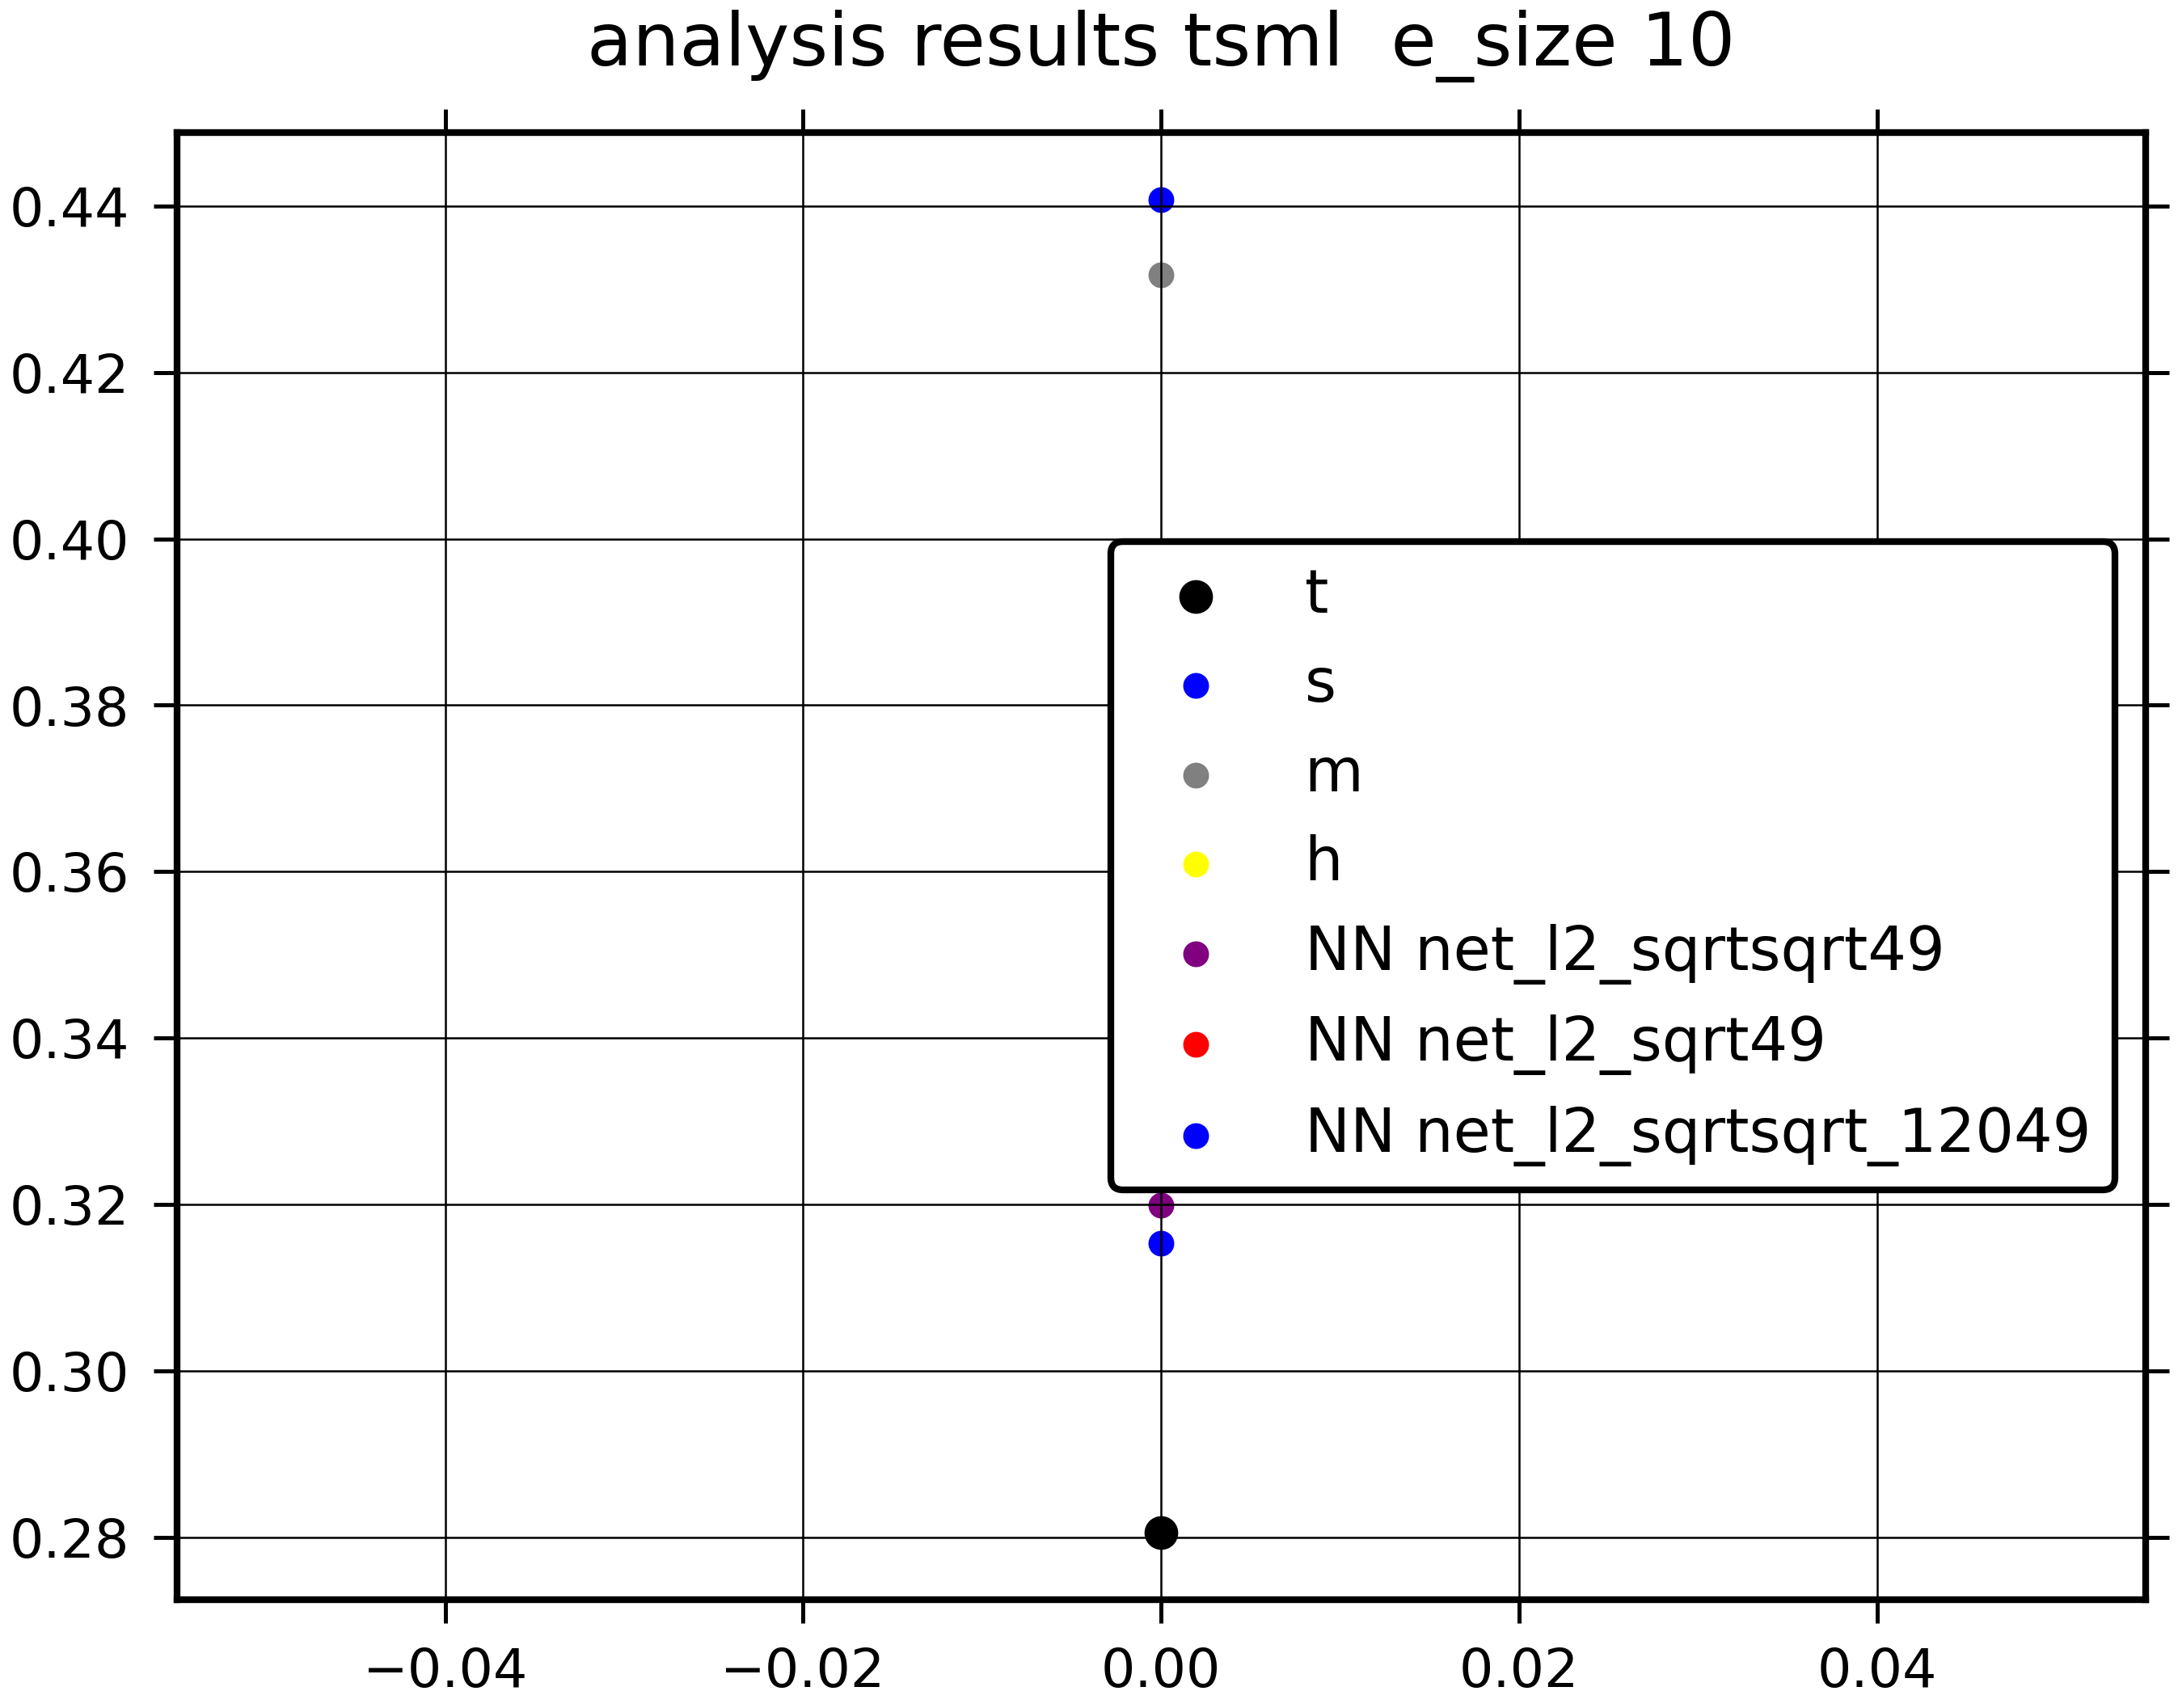 analysis results tsml  e_size 10
0.44
0.42
0.40
0.38
0.36
0.34
0.32
0.30
0.28
t
s
m
h
NN net_l2_sqrtsqrt49
NN net_l2_sqrt49
NN net_l2_sqrtsqrt_12049
−0.04
−0.02
0.00
0.02
0.04